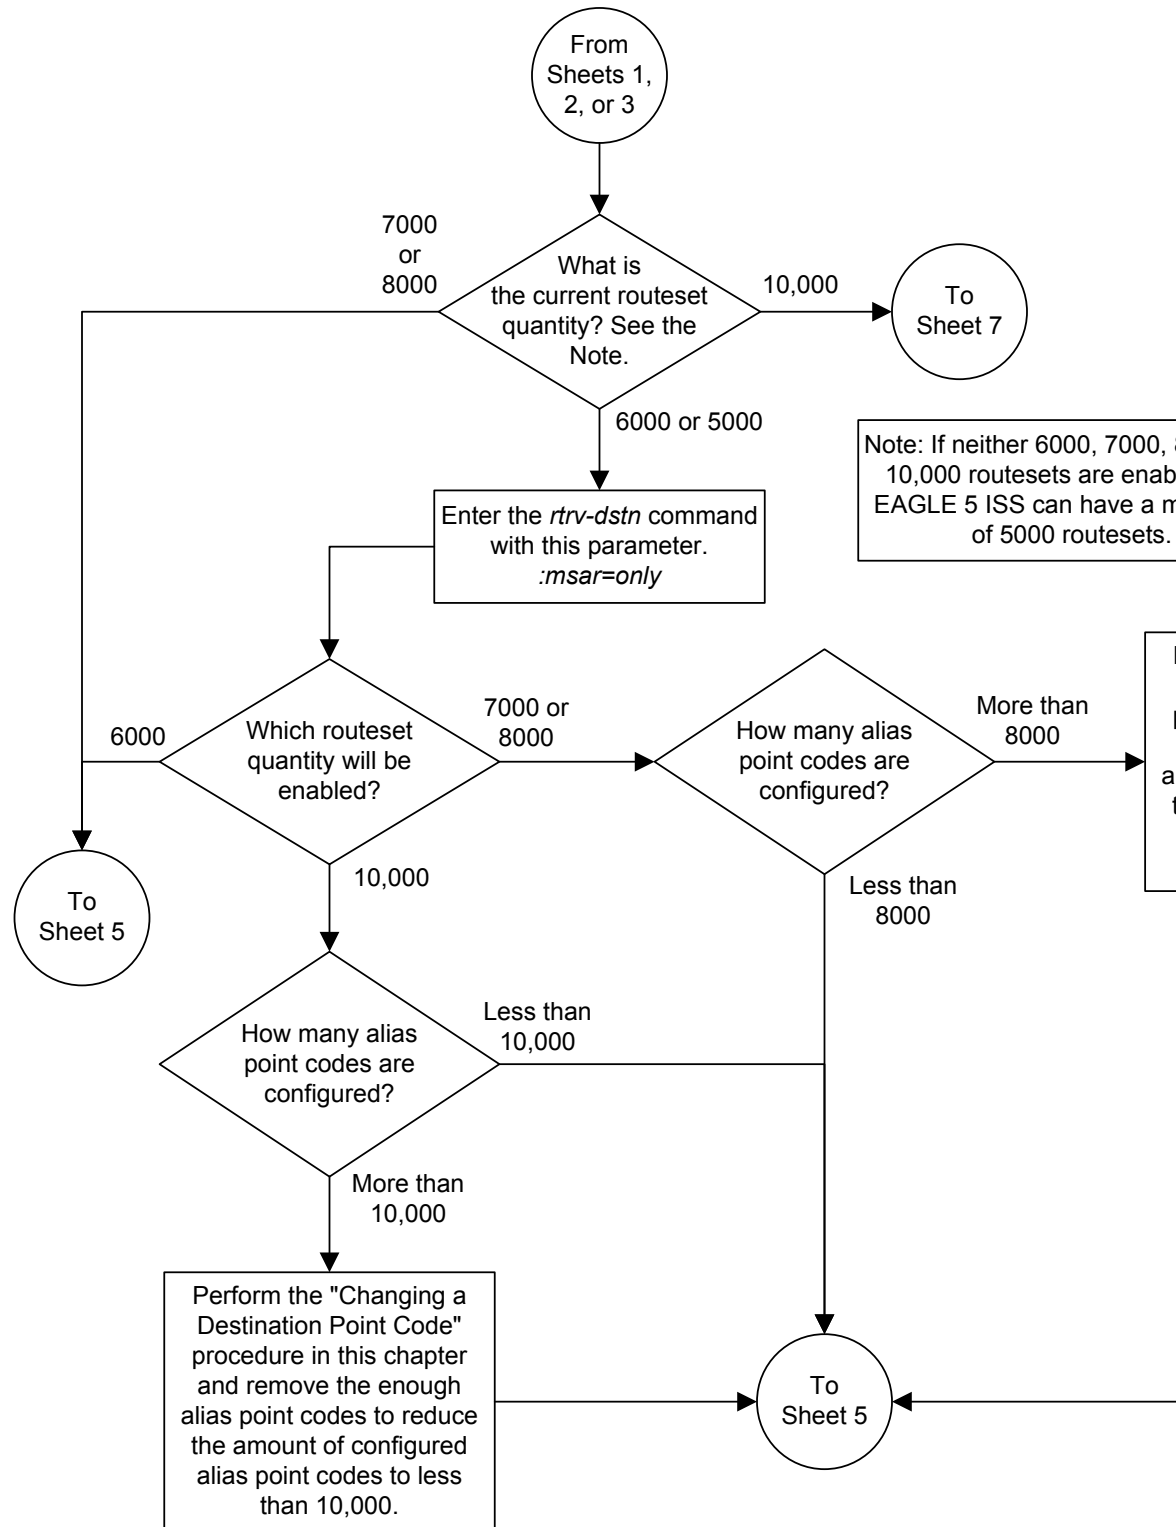 From
Sheets 1,
2, or 3
7000
or
8000
What is
the current routeset
quantity? See the
Note.
10,000
To
Sheet 7
6000 or 5000
Note: If neither 6000, 7000,
10,000 routesets are
EAGLE 5 ISS can have a
of 5000 routesets.
Enter the rtrv-dstn command
with this parameter.
:msar=only
6000
Which routeset
quantity will be
enabled?
7000 or
8000
How many alias
point codes are
configured?
More than
8000
To
Sheet 5
10,000
Less than
8000
How many alias
point codes are
configured?
Less than
10,000
More than
10,000
Perform the "Changing a
Destination Point Code"
procedure in this chapter
and remove the enough
alias point codes to reduce
the amount of configured
alias point codes to less
than 10,000.
To
Sheet 5